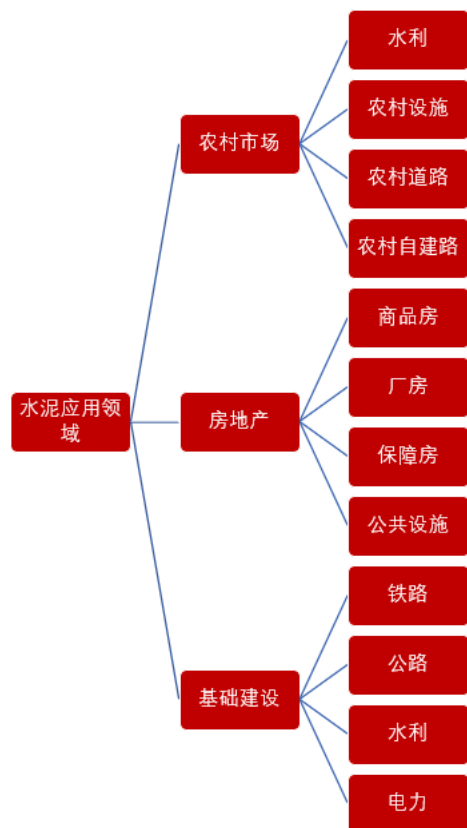 水泥应用领
域
农村市场
水利
农村设施
农村道路
农村自建路
房地产
商品房
厂房
保障房
公共设施
基础建设
铁路
公路
水利
电力